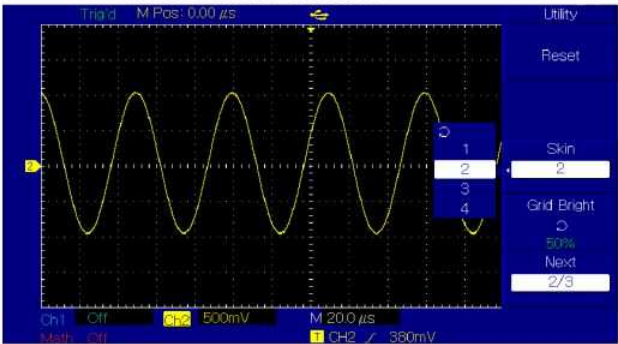 Trig'd M Pos: 0.00 μs
Utility
Reset
1
2
3
4
Skin
2
2
Grid Bright
50%
Next
2/3
Ch1 Off Ch2 500mV M 20.0 μs
Math Off T CH2 / 380mV